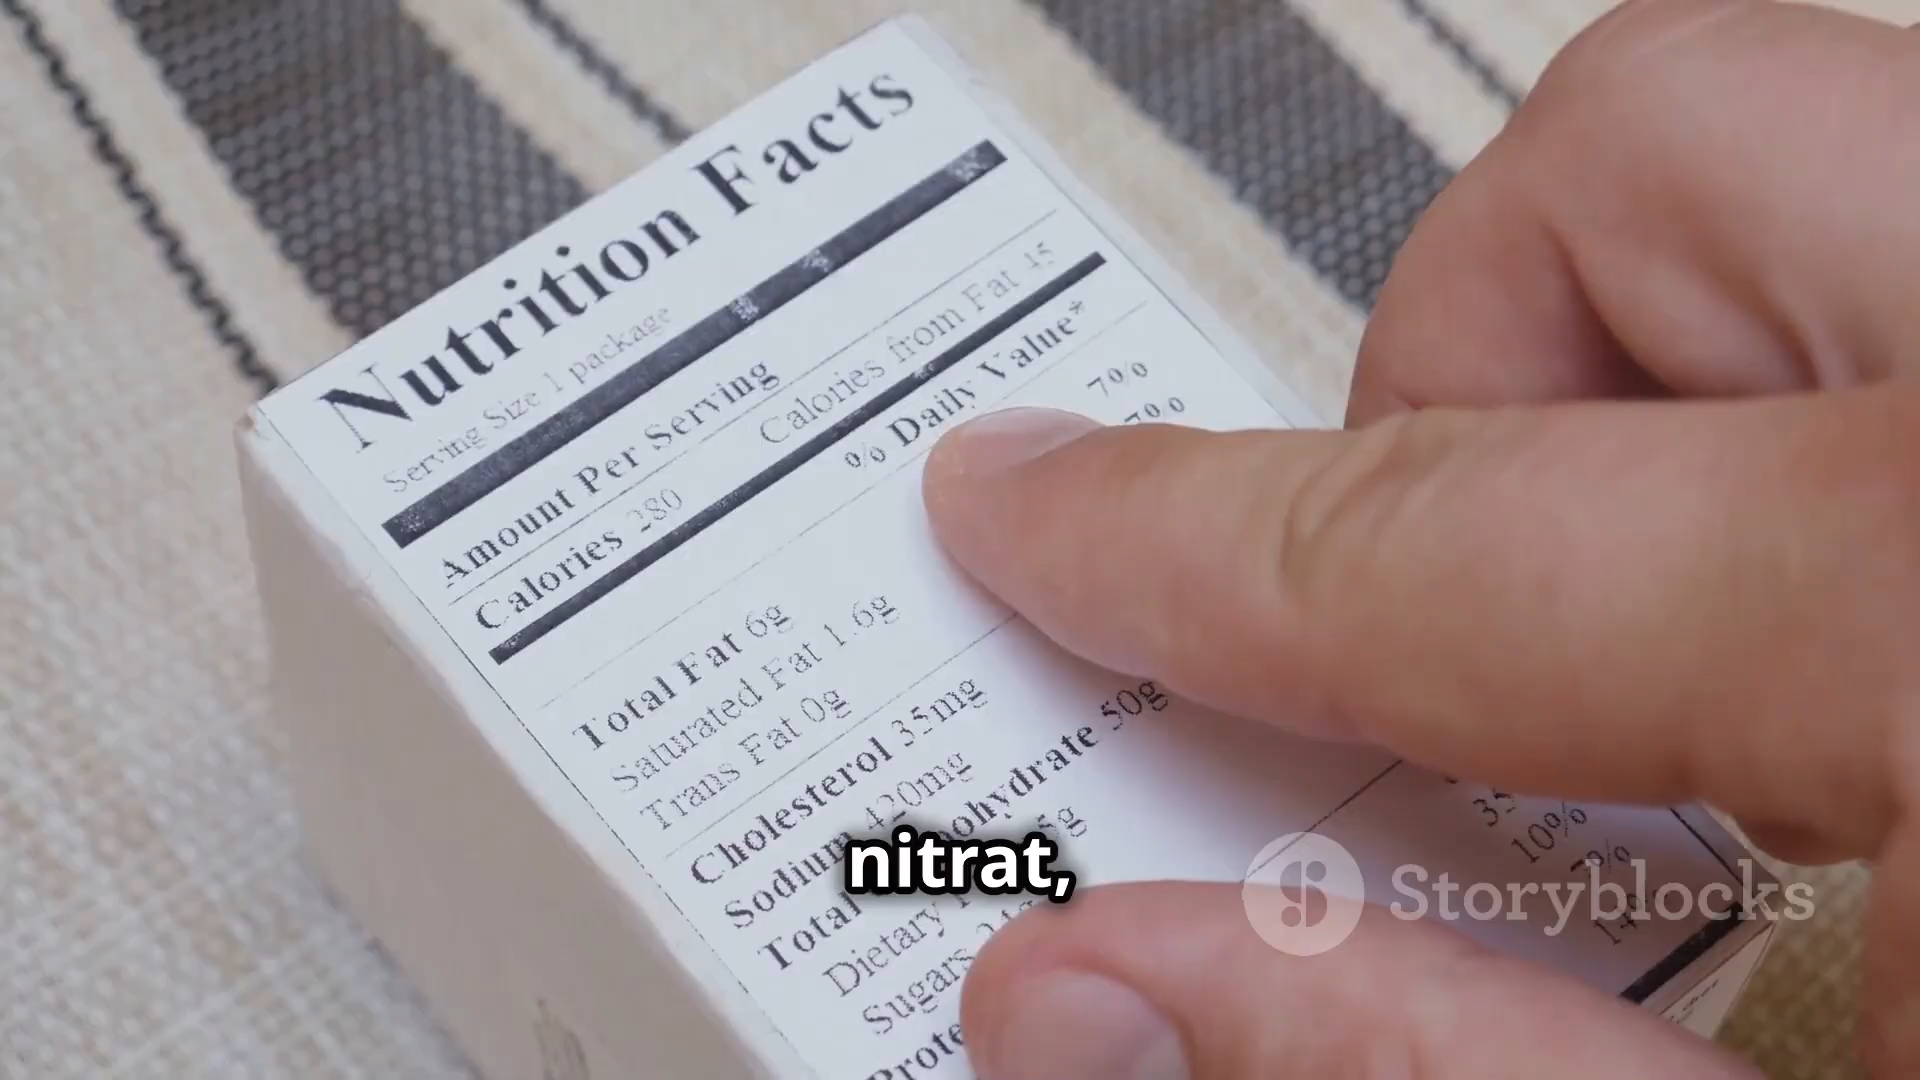 Nutrition Facts
Serving Size 1 package
Amount Per Serving
Calories 280 Calories from Fat 45
% Daily Value*
Total Fat 6g 7%
Saturated Fat 1.6g 7%
Trans Fat 0g
Cholesterol 35mg
Sodium 420mg
Total 50g
Dietary
Sugars
10%
7%
nitrat,
Storyblocks